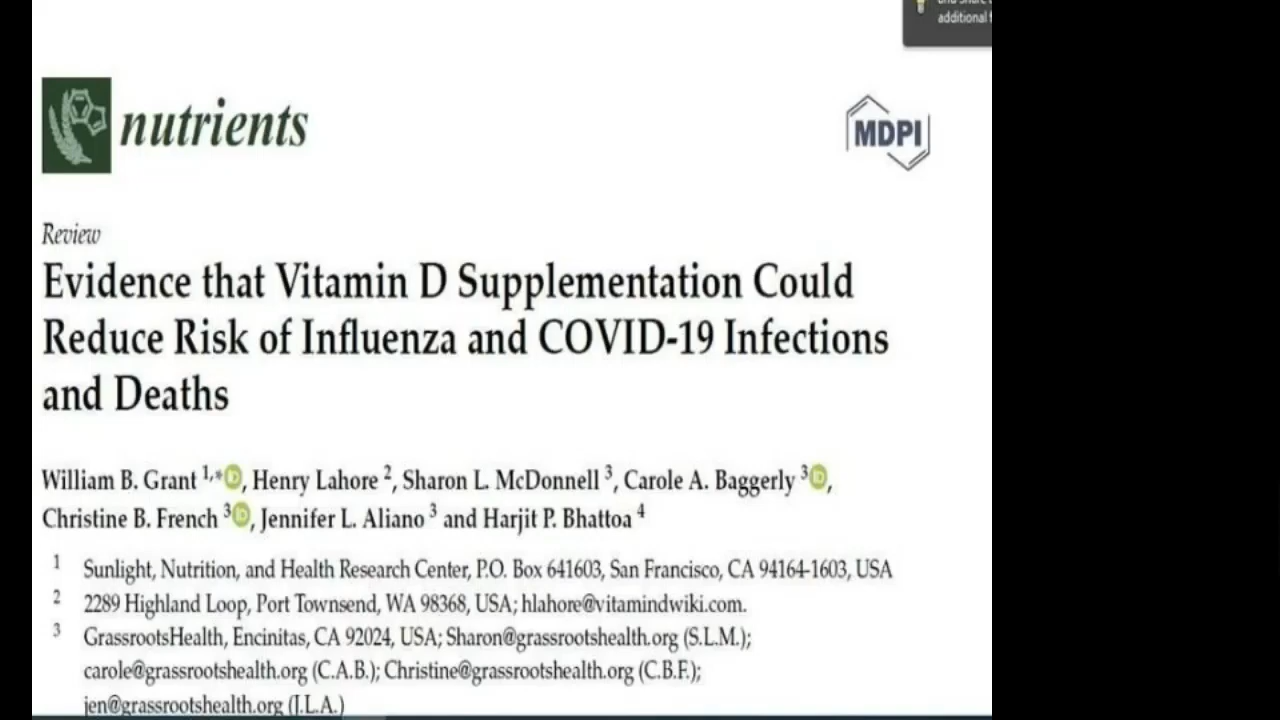 additional
nutrients
MDPI
Review
Evidence that Vitamin D Supplementation Could
Reduce Risk of Influenza and COVID-19 Infections
and Deaths
William B. Grant 1,* iD, Henry Lahore 2, Sharon L. McDonnell 3, Carole A. Baggerly 3 iD,
Christine B. French 3 iD, Jennifer L. Aliano 3 and Harjit P. Bhattoa 4
1 Sunlight, Nutrition, and Health Research Center, P.O. Box 641603, San Francisco, CA 94164-1603, USA
2 2289 Highland Loop, Port Townsend, WA 98368, USA; hlahore@vitamindwiki.com.
3 GrassrootsHealth, Encinitas, CA 92024, USA; Sharon@grassrootshealth.org (S.L.M.);
carole@grassrootshealth.org (C.A.B.); Christine@grassrootshealth.org (C.B.F.);
jen@grassrootshealth.org (J.L.A.)